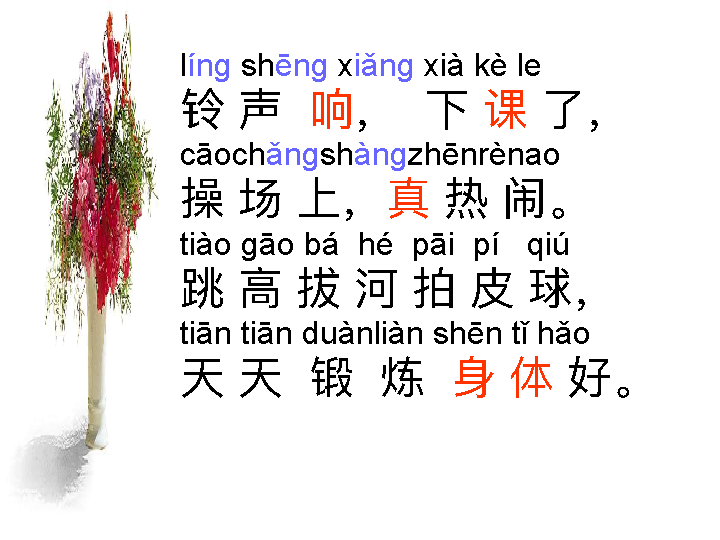 líng shēng xiǎng xià kè le
铃 声 响， 下 课 了，
cāochǎngshàngzhēnrènao
操 场 上，真 热 闹。
tiào gāo bá hé pāi pí qiú
跳 高 拔 河 拍 皮 球，
tiān tiān duànliàn shēn tǐ hǎo
天 天 锻 炼 身 体 好。